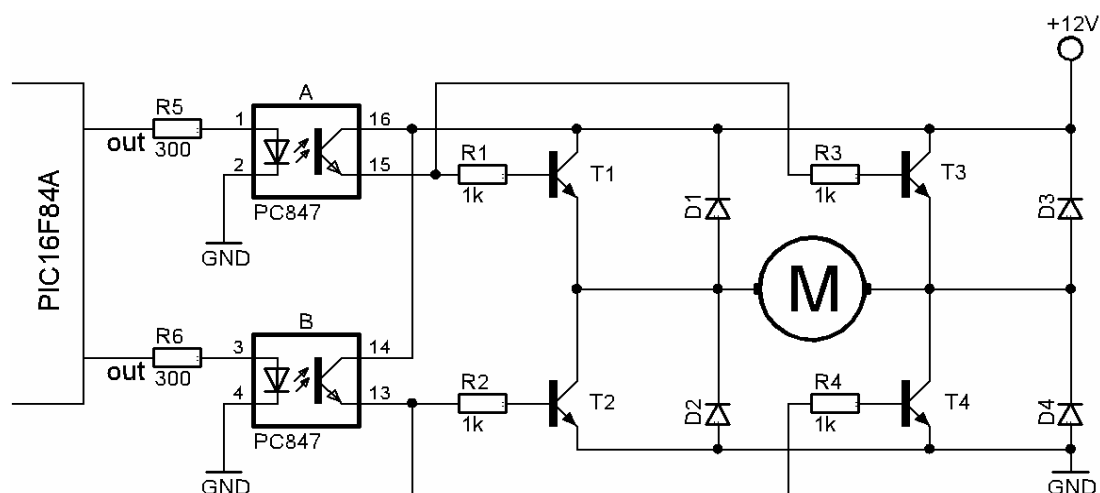 +12V
PIC16F84A
out
R5
300
A
1
2
16
15
PC847
GND
R1
1k
T1
D1
R3
1k
T3
D3
M
out
R6
300
B
3
4
14
13
PC847
GND
R2
1k
T2
D2
R4
1k
T4
D4
GND